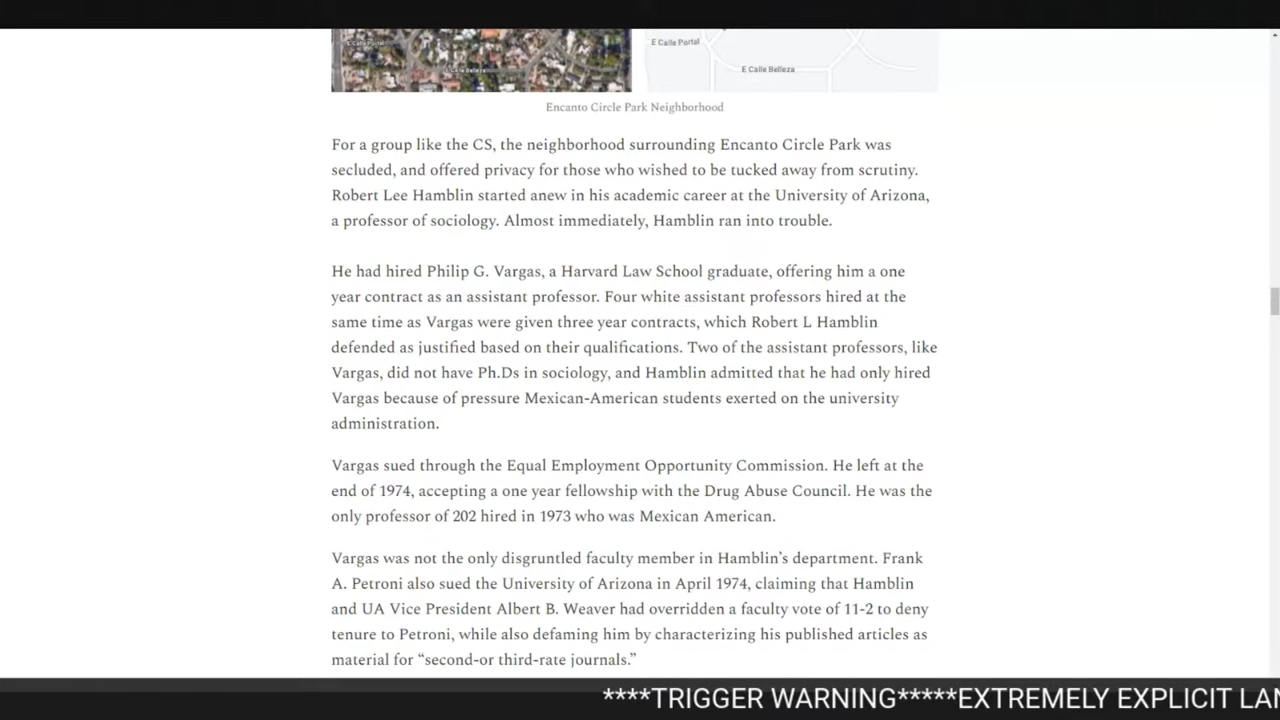 E Calle Portal
E Calle Portal
E Calle Belleza
E Calle Belleza
Encanto Circle Park Neighborhood
For a group like the CS, the neighborhood surrounding Encanto Circle Park was
secluded, and offered privacy for those who wished to be tucked away from scrutiny.
Robert Lee Hamblin started anew in his academic career at the University of Arizona,
a professor of sociology. Almost immediately, Hamblin ran into trouble.
He had hired Philip G. Vargas, a Harvard Law School graduate, offering him a one
year contract as an assistant professor. Four white assistant professors hired at the
same time as Vargas were given three year contracts, which Robert L Hamblin
defended as justified based on their qualifications. Two of the assistant professors, like
Vargas, did not have Ph.Ds in sociology, and Hamblin admitted that he had only hired
Vargas because of pressure Mexican-American students exerted on the university
administration.
Vargas sued through the Equal Employment Opportunity Commission. He left at the
end of 1974, accepting a one year fellowship with the Drug Abuse Council. He was the
only professor of 202 hired in 1973 who was Mexican American.
Vargas was not the only disgruntled faculty member in Hamblin's department. Frank
A. Petroni also sued the University of Arizona in April 1974, claiming that Hamblin
and UA Vice President Albert B. Weaver had overridden a faculty vote of 11-2 to deny
tenure to Petroni, while also defaming him by characterizing his published articles as
material for “second-or third-rate journals.”
****TRIGGER WARNING*****EXTREMELY EXPLICIT LAN